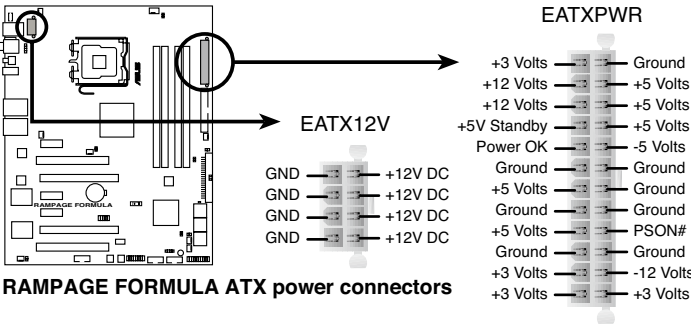 EATXPWR
+3 Volts Ground
+12 Volts +5 Volts
+12 Volts +5 Volts
+5V Standby +5 Volts
Power OK -5 Volts
Ground Ground
+5 Volts Ground
Ground Ground
+5 Volts PSON#
Ground Ground
+3 Volts -12 Volts
+3 Volts +3 Volts
EATX12V
GND +12V DC
GND +12V DC
GND +12V DC
GND +12V DC
ASUS
RAMPAGE FORMULA
RAMPAGE FORMULA ATX power connectors